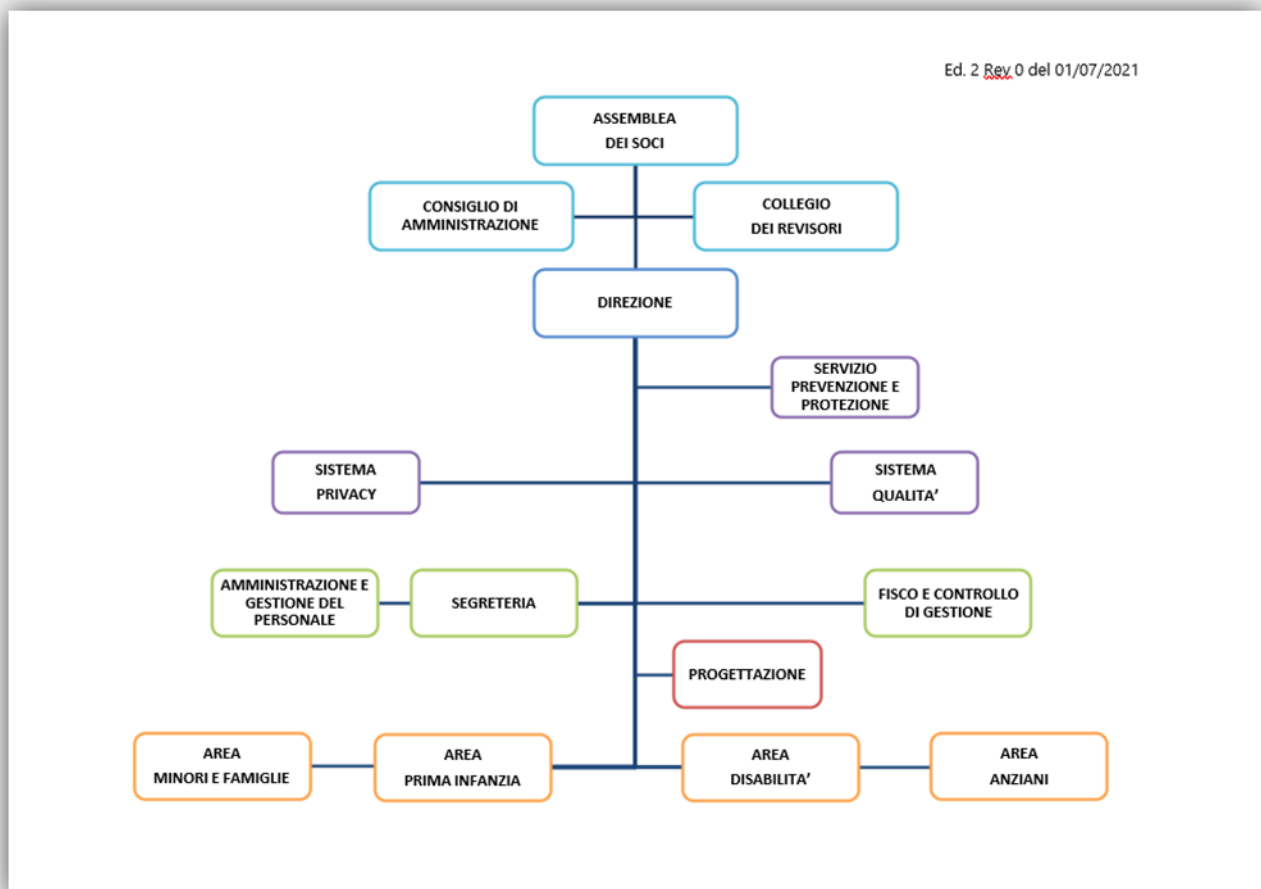 Ed. 2 Rev 0 del 01/07/2021
ASSEMBLEA
DEI SOCI
CONSIGLIO DI
AMMINISTRAZIONE
COLLEGIO
DEI REVISORI
DIREZIONE
SERVIZIO
PREVENZIONE E
PROTEZIONE
SISTEMA
PRIVACY
SISTEMA
QUALITA’
AMMINISTRAZIONE E
GESTIONE DEL
PERSONALE
SEGRETERIA
FISCO E CONTROLLO
DI GESTIONE
PROGETTAZIONE
AREA
MINORI E FAMIGLIE
AREA
PRIMA INFANZIA
AREA
DISABILITA’
AREA
ANZIANI